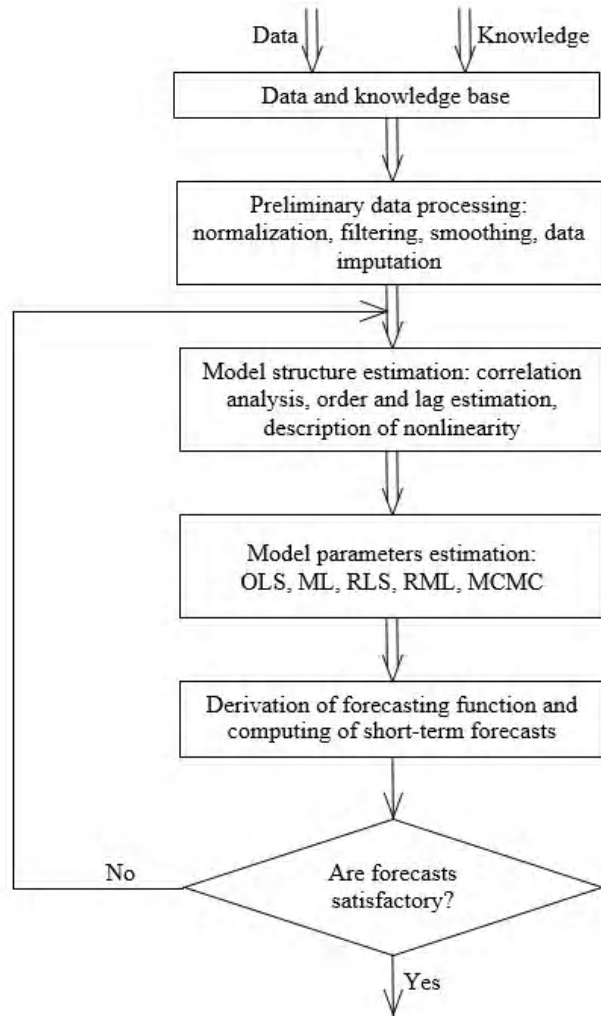 Data
Knowledge
Data and knowledge base
Preliminary data processing:
normalization, filtering, smoothing, data
imputation
Model structure estimation: correlation
analysis, order and lag estimation,
description of nonlinearity
Model parameters estimation:
OLS, ML, RLS, RML, MCMC
Derivation of forecasting function and
computing of short-term forecasts
No
Are forecasts
satisfactory?
Yes